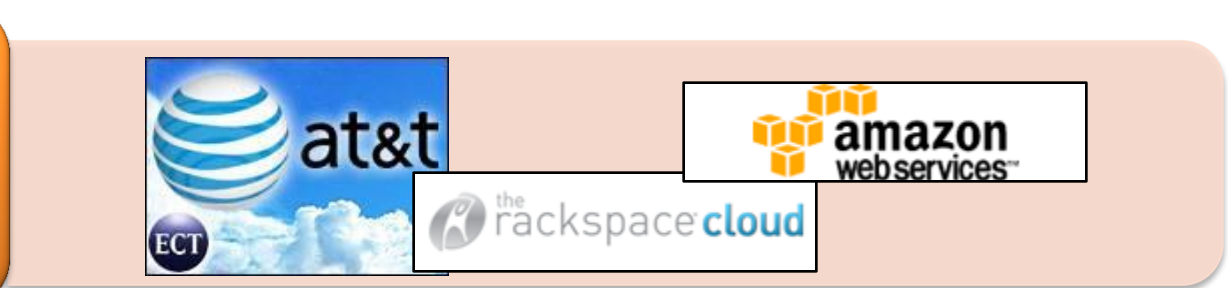 at&t
ECT
the
rackspace cloud
amazon
web services™